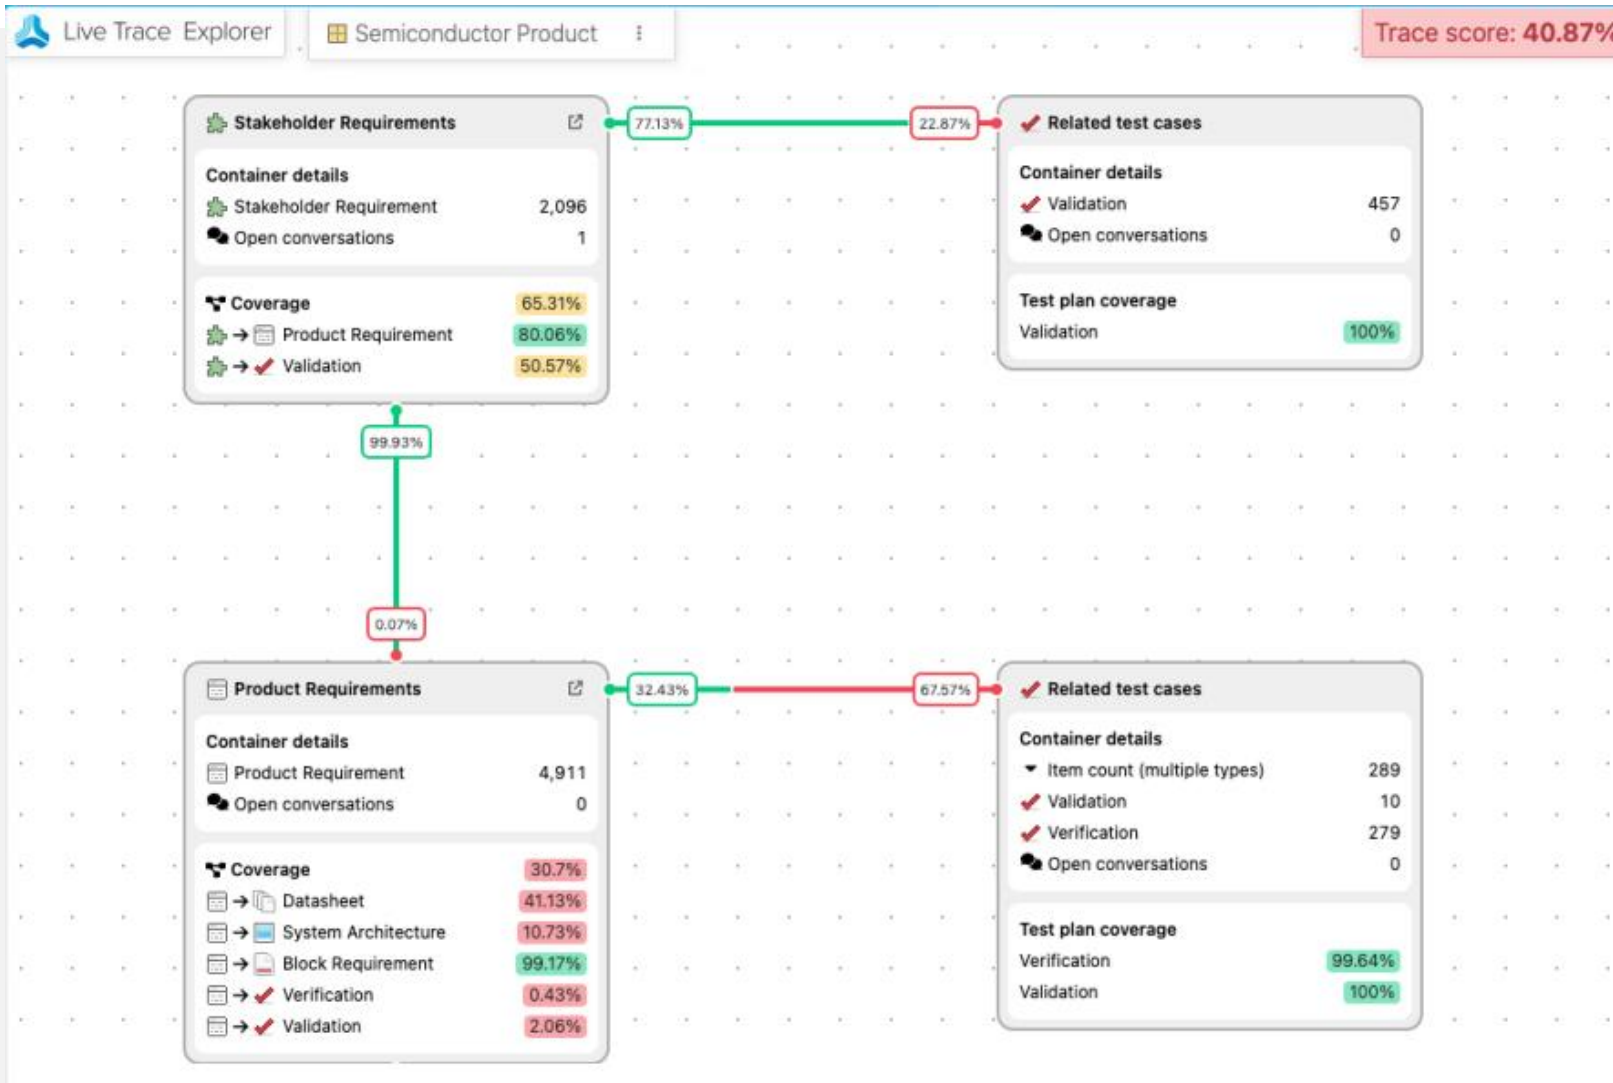 Live Trace Explorer
Semiconductor Product
Trace score: 40.87%
Stakeholder Requirements
Container details
Stakeholder Requirement 2,096
Open conversations 1
Coverage 65.31%
Product Requirement 80.06%
Validation 50.57%
77.13%
22.87%
Related test cases
Container details
Validation 457
Open conversations 0
Test plan coverage
Validation 100%
99.93%
0.07%
Product Requirements
Container details
Product Requirement 4,911
Open conversations 0
Coverage 30.7%
Datasheet 41.13%
System Architecture 10.73%
Block Requirement 99.17%
Verification 0.43%
Validation 2.06%
32.43%
67.57%
Related test cases
Container details
Item count (multiple types) 289
Validation 10
Verification 279
Open conversations 0
Test plan coverage
Verification 99.64%
Validation 100%